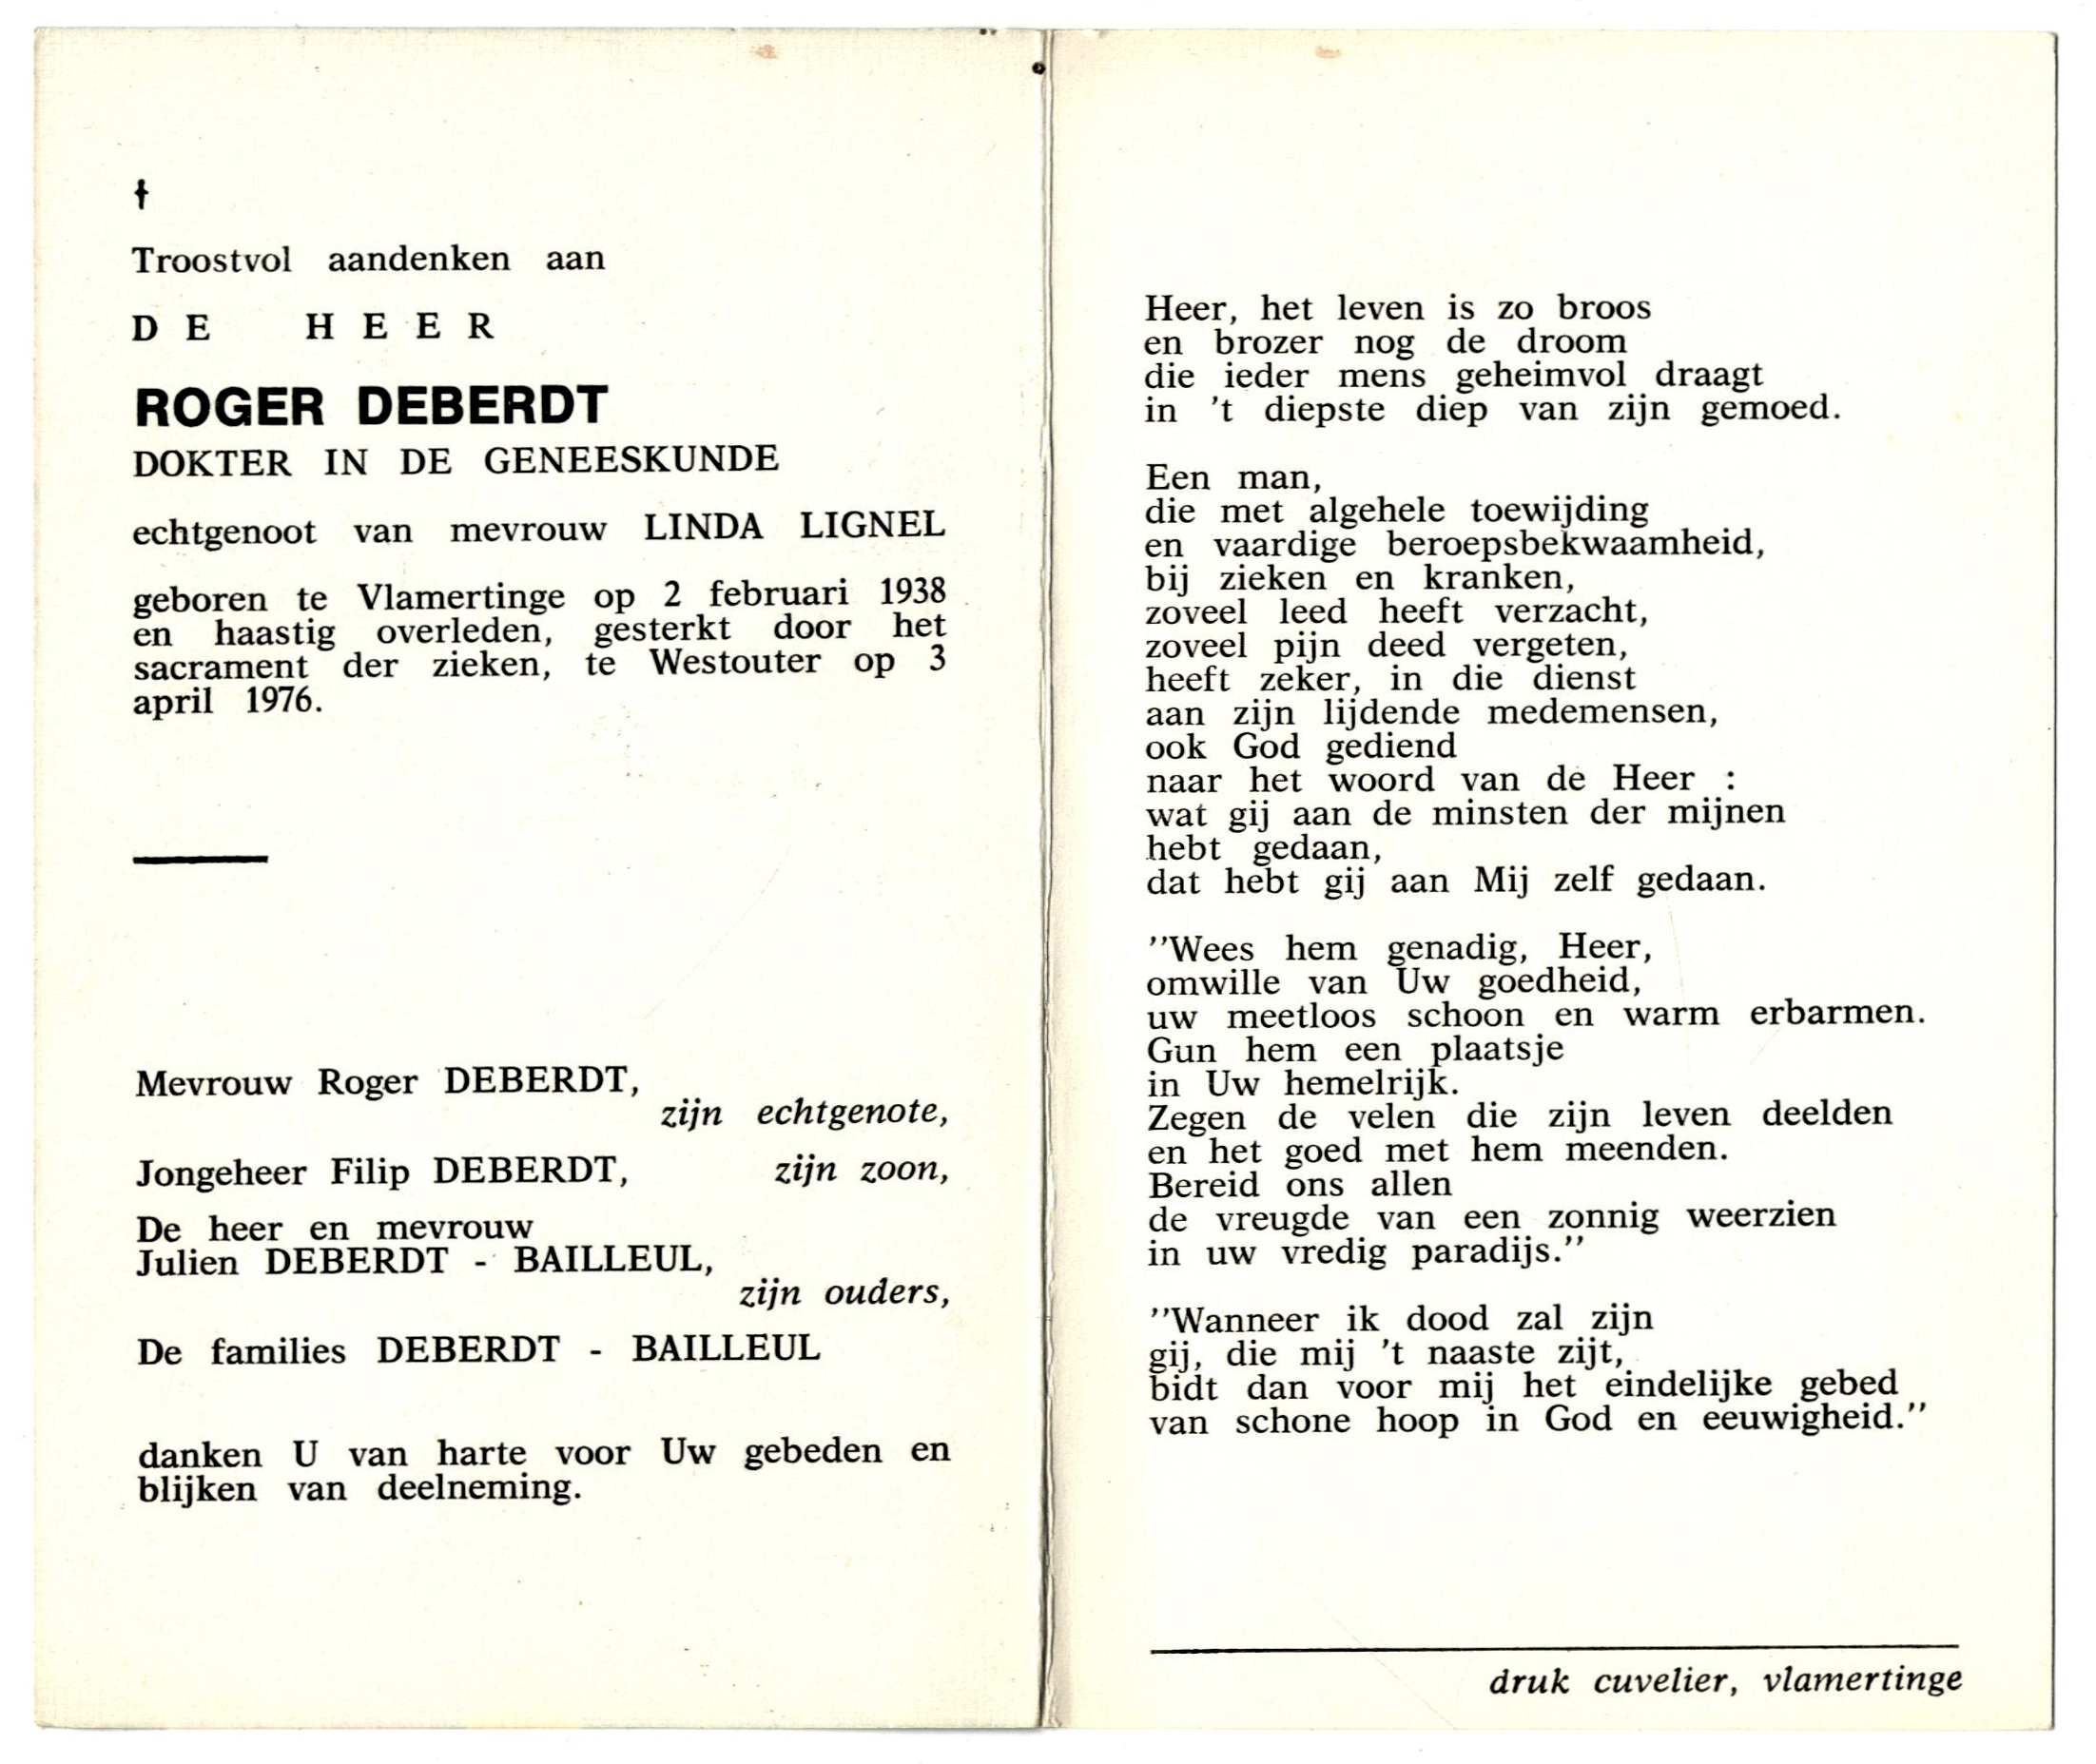 †
Troostvol aandenken aan
DE HEER
ROGER DEBERDT
DOKTER IN DE GENEESKUNDE
echtgenoot van mevrouw LINDA LIGNEL
geboren te Vlamertinge op 2 februari 1938
en haastig overleden, gesterkt door het
sacrament der zieken, te Westouter op 3
april 1976.
Mevrouw Roger DEBERDT,
zijn echtgenote,
Jongeheer Filip DEBERDT, zijn zoon,
De heer en mevrouw
Julien DEBERDT - BAILLEUL,
zijn ouders,
De families DEBERDT - BAILLEUL
danken U van harte voor Uw gebeden en
blijken van deelneming.
Heer, het leven is zo broos
en brozer nog de droom
die ieder mens geheimvol draagt
in 't diepste diep van zijn gemoed.
Een man,
die met algehele toewijding
en vaardige beroepsbekwaamheid,
bij zieken en kranken,
zoveel leed heeft verzacht,
zoveel pijn deed vergeten,
heeft zeker, in die dienst
aan zijn lijdende medemensen,
ook God gediend
naar het woord van de Heer :
wat gij aan de minsten der mijnen
hebt gedaan,
dat hebt gij aan Mij zelf gedaan.
"Wees hem genadig, Heer,
omwille van Uw goedheid,
uw meetloos schoon en warm erbarmen.
Gun hem een plaatsje
in Uw hemelrijk.
Zegen de velen die zijn leven deelden
en het goed met hem meenden.
Bereid ons allen
de vreugde van een zonnig weerzien
in uw vredig paradijs."
"Wanneer ik dood zal zijn
gij, die mij 't naaste zijt,
bidt dan voor mij het eindelijke gebed
van schone hoop in God en eeuwigheid."
druk cuvelier, vlamertinge